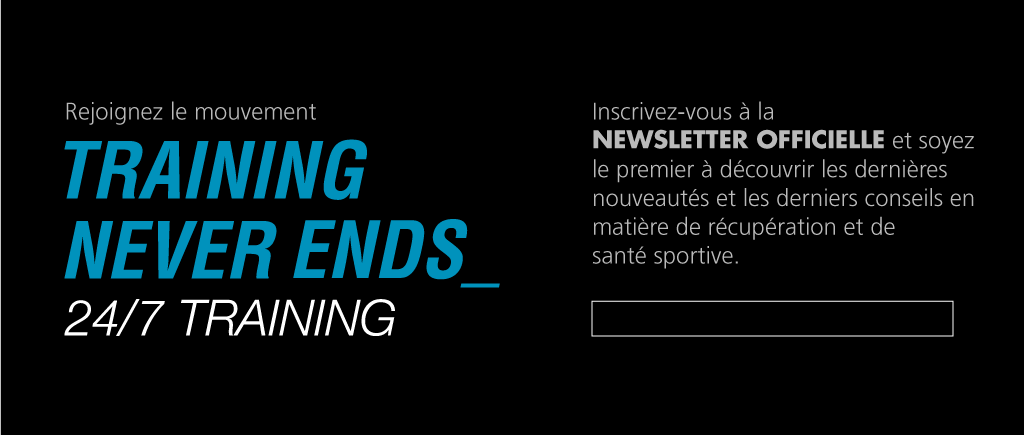 Rejoignez le mouvement
TRAINING
NEVER ENDS_
24/7 TRAINING
Inscrivez-vous à la
NEWSLETTER OFFICIELLE et soyez
le premier à découvrir les dernières
nouveautés et les derniers conseils en
matière de récupération et de
santé sportive.